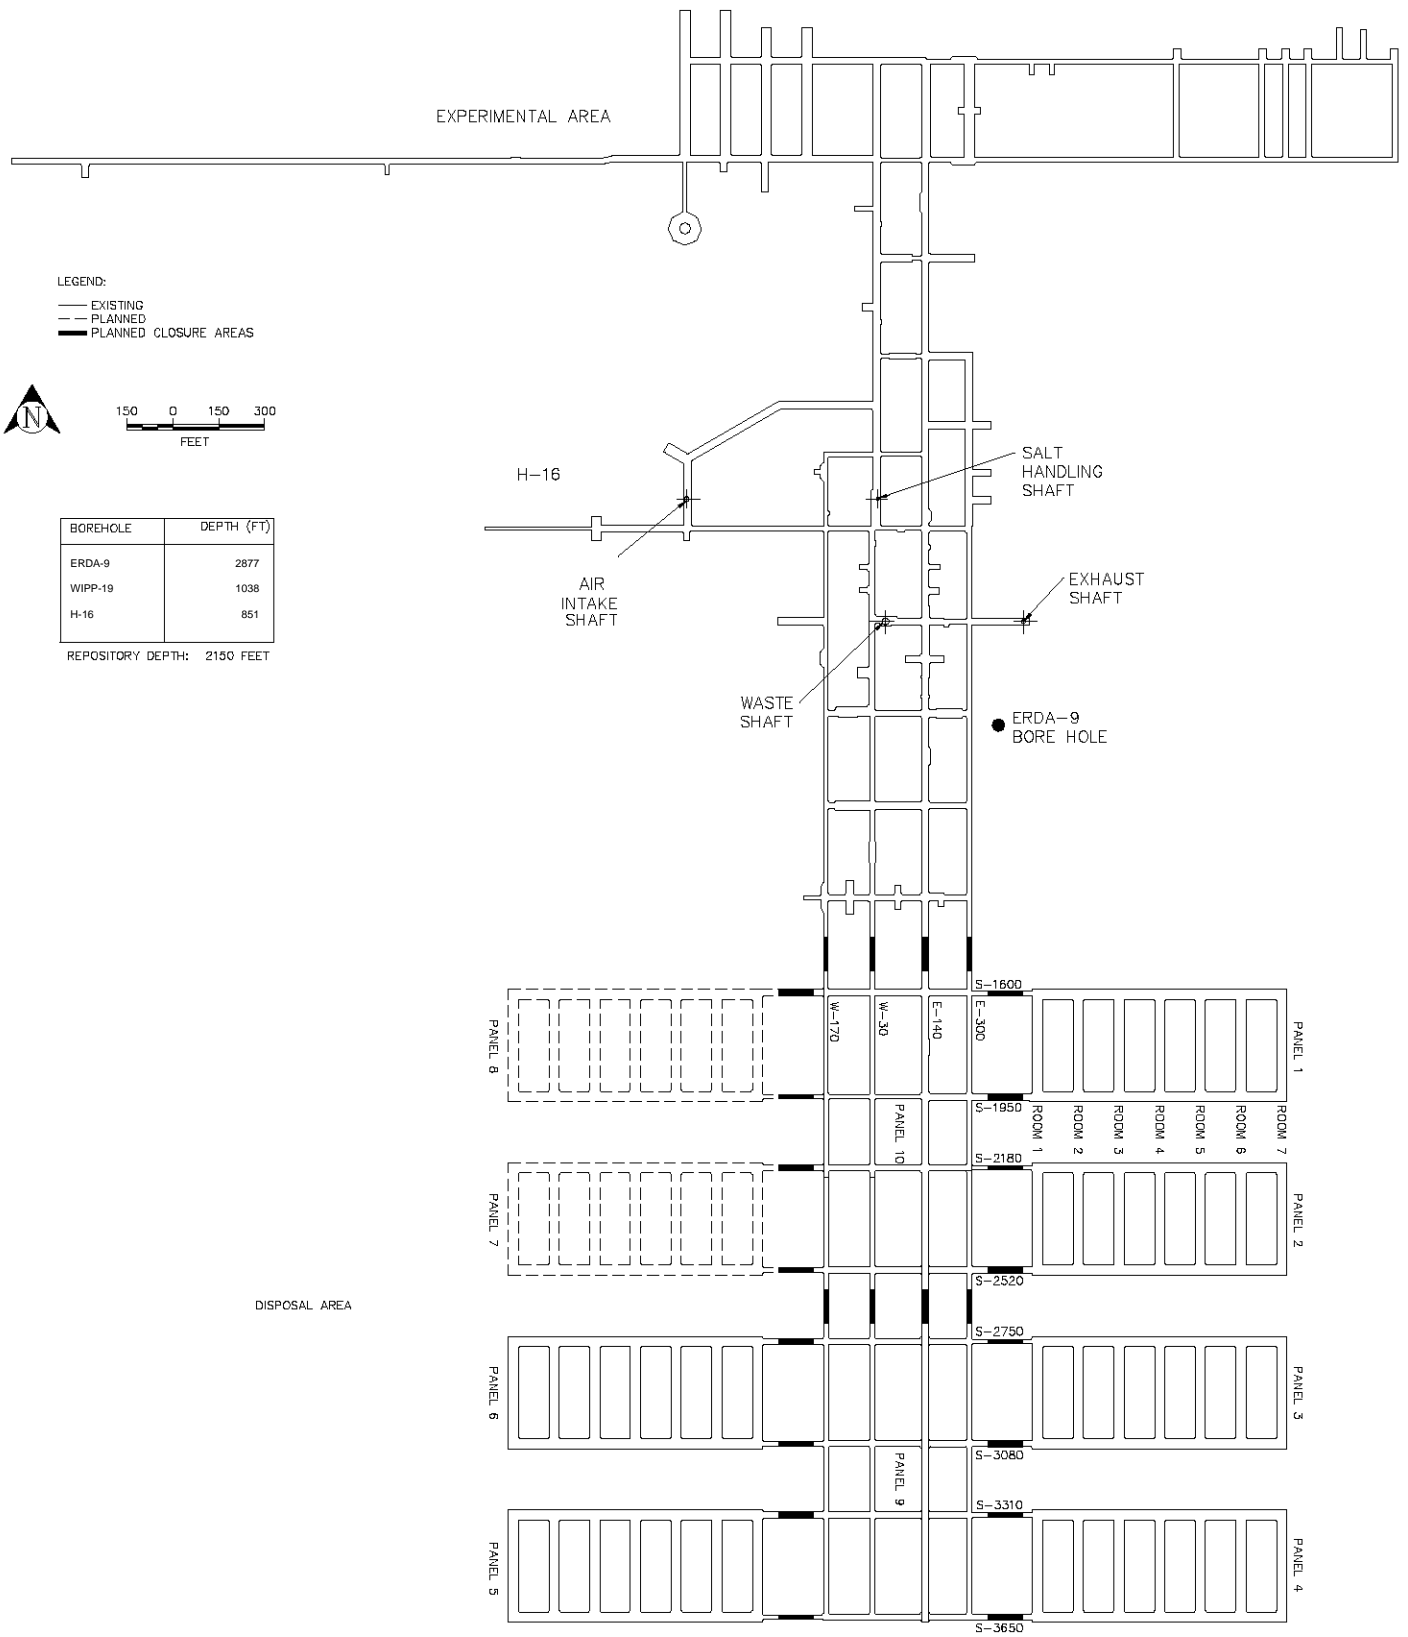 EXPERIMENTAL AREA
LEGEND:
EXISTING
PLANNED
PLANNED CLOSURE AREAS
N
150 0 150 300
FEET
H-16
SALT
HANDLING
SHAFT
BOREHOLE DEPTH (FT)
ERDA-9 2877
WIPP-19 1038
H-16 851
REPOSITORY DEPTH: 2150 FEET
AIR
INTAKE
SHAFT
EXHAUST
SHAFT
WASTE
SHAFT
ERDA-9
BORE HOLE
S-1600
W-170
W-30
E-140
E-300
PANEL 8
PANEL 1
S-1950
PANEL 10
ROOM 1
ROOM 2
ROOM 3
ROOM 4
ROOM 5
ROOM 6
ROOM 7
S-2180
PANEL 7
PANEL 2
S-2520
DISPOSAL AREA
S-2750
PANEL 6
PANEL 3
S-3080
PANEL 9
S-3310
PANEL 5
PANEL 4
S-3650